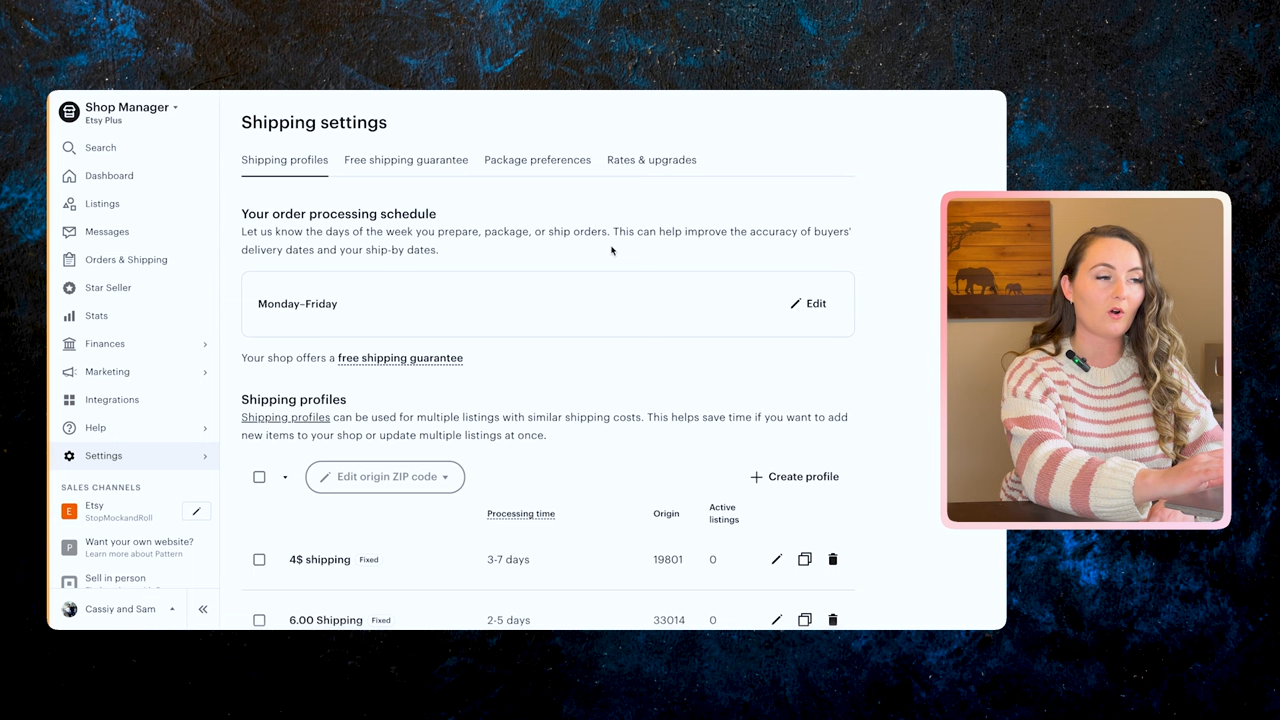 Shop Manager
Etsy Plus
Search
Dashboard
Listings
Messages
Orders & Shipping
Star Seller
Stats
Finances
Marketing
Integrations
Help
Settings
SALES CHANNELS
E
Etsy
StopMockandRoll
P
Want your own website?
Learn more about Pattern
Sell in person
Cassiy and Sam
Shipping settings
Shipping profiles Free shipping guarantee Package preferences Rates & upgrades
Your order processing schedule
Let us know the days of the week you prepare, package, or ship orders. This can help improve the accuracy of buyers'
delivery dates and your ship-by dates.
Monday–Friday Edit
Your shop offers a free shipping guarantee
Shipping profiles
Shipping profiles can be used for multiple listings with similar shipping costs. This helps save time if you want to add
new items to your shop or update multiple listings at once.
Edit origin ZIP code Create profile
Processing time Origin Active
listings
4$ shipping Fixed 3-7 days 19801 0
6.00 Shipping Fixed 2-5 days 33014 0